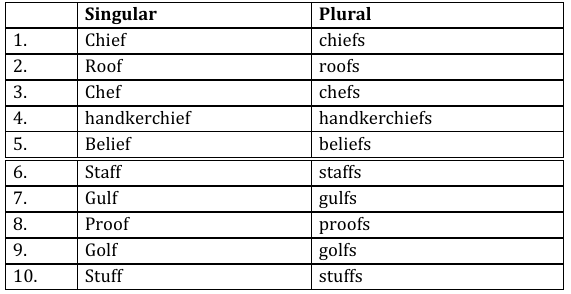 Singular Plural
1. Chief chiefs
2. Roof roofs
3. Chef chefs
4. handkerchief handkerchiefs
5. Belief beliefs
6. Staff staffs
7. Gulf gulfs
8. Proof proofs
9. Golf golfs
10. Stuff stuffs